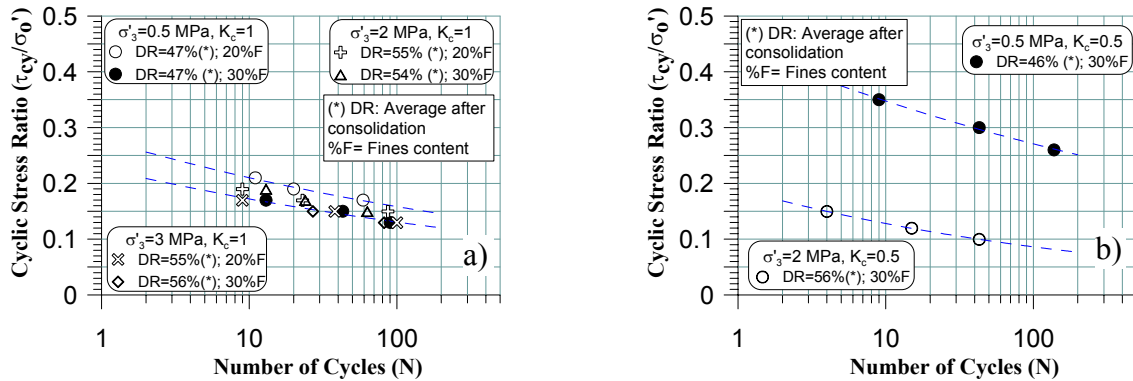 Cyclic Stress Ratio (τcy/σo')
0.5
0.4
0.3
0.2
0.1
0
σ'3=0.5 MPa, Kc=1
DR=47%(*); 20%F
DR=47% (*); 30%F
σ'3=2 MPa, Kc=1
DR=55% (*); 20%F
DR=54% (*); 30%F
(*) DR: Average after
consolidation
%F= Fines content
σ'3=3 MPa, Kc=1
DR=55%(*); 20%F
DR=56%(*); 30%F
a)
1
10
100
Number of Cycles (N)
Cyclic Stress Ratio (τcy/σo')
0.5
0.4
0.3
0.2
0.1
0
(*) DR: Average after
consolidation
%F= Fines content
σ'3=0.5 MPa, Kc=0.5
DR=46% (*); 30%F
σ'3=2 MPa, Kc=0.5
DR=56%(*); 30%F
b)
1
10
100
Number of Cycles (N)